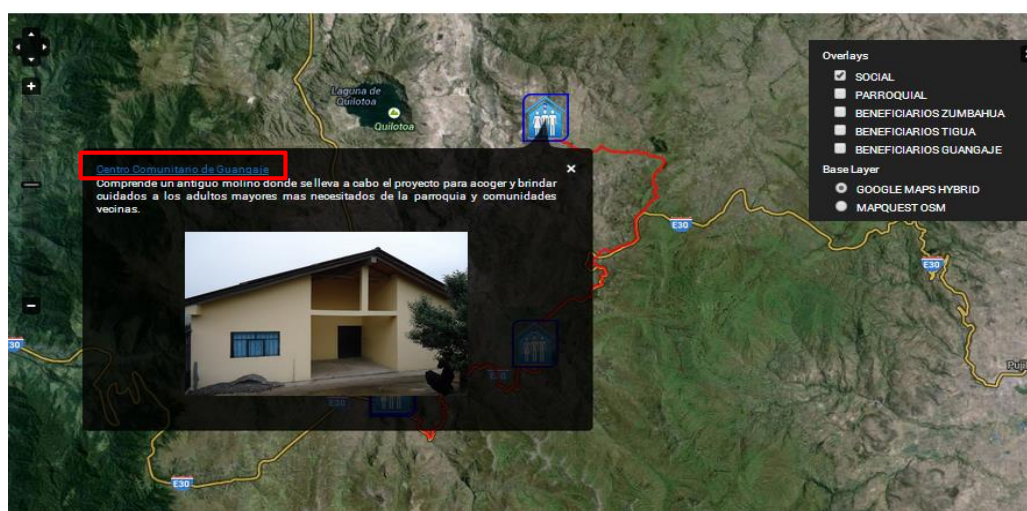 Laguna de
Quilotoa
Quilotoa
Centro Comunitario de Guangaje
Comprende un antiguo molino donde se lleva a cabo el proyecto para acoger y brindar
cuidados a los adultos mayores mas necesitados de la parroquia y comunidades
vecinas.
Overlays
SOCIAL
PARROQUIAL
BENEFICIARIOS ZUMBAHUA
BENEFICIARIOS TIGUA
BENEFICIARIOS GUANGAJE
Base Layer
GOOGLE MAPS HYBRID
MAPQUEST OSM
E30
E30
30
E30
E30